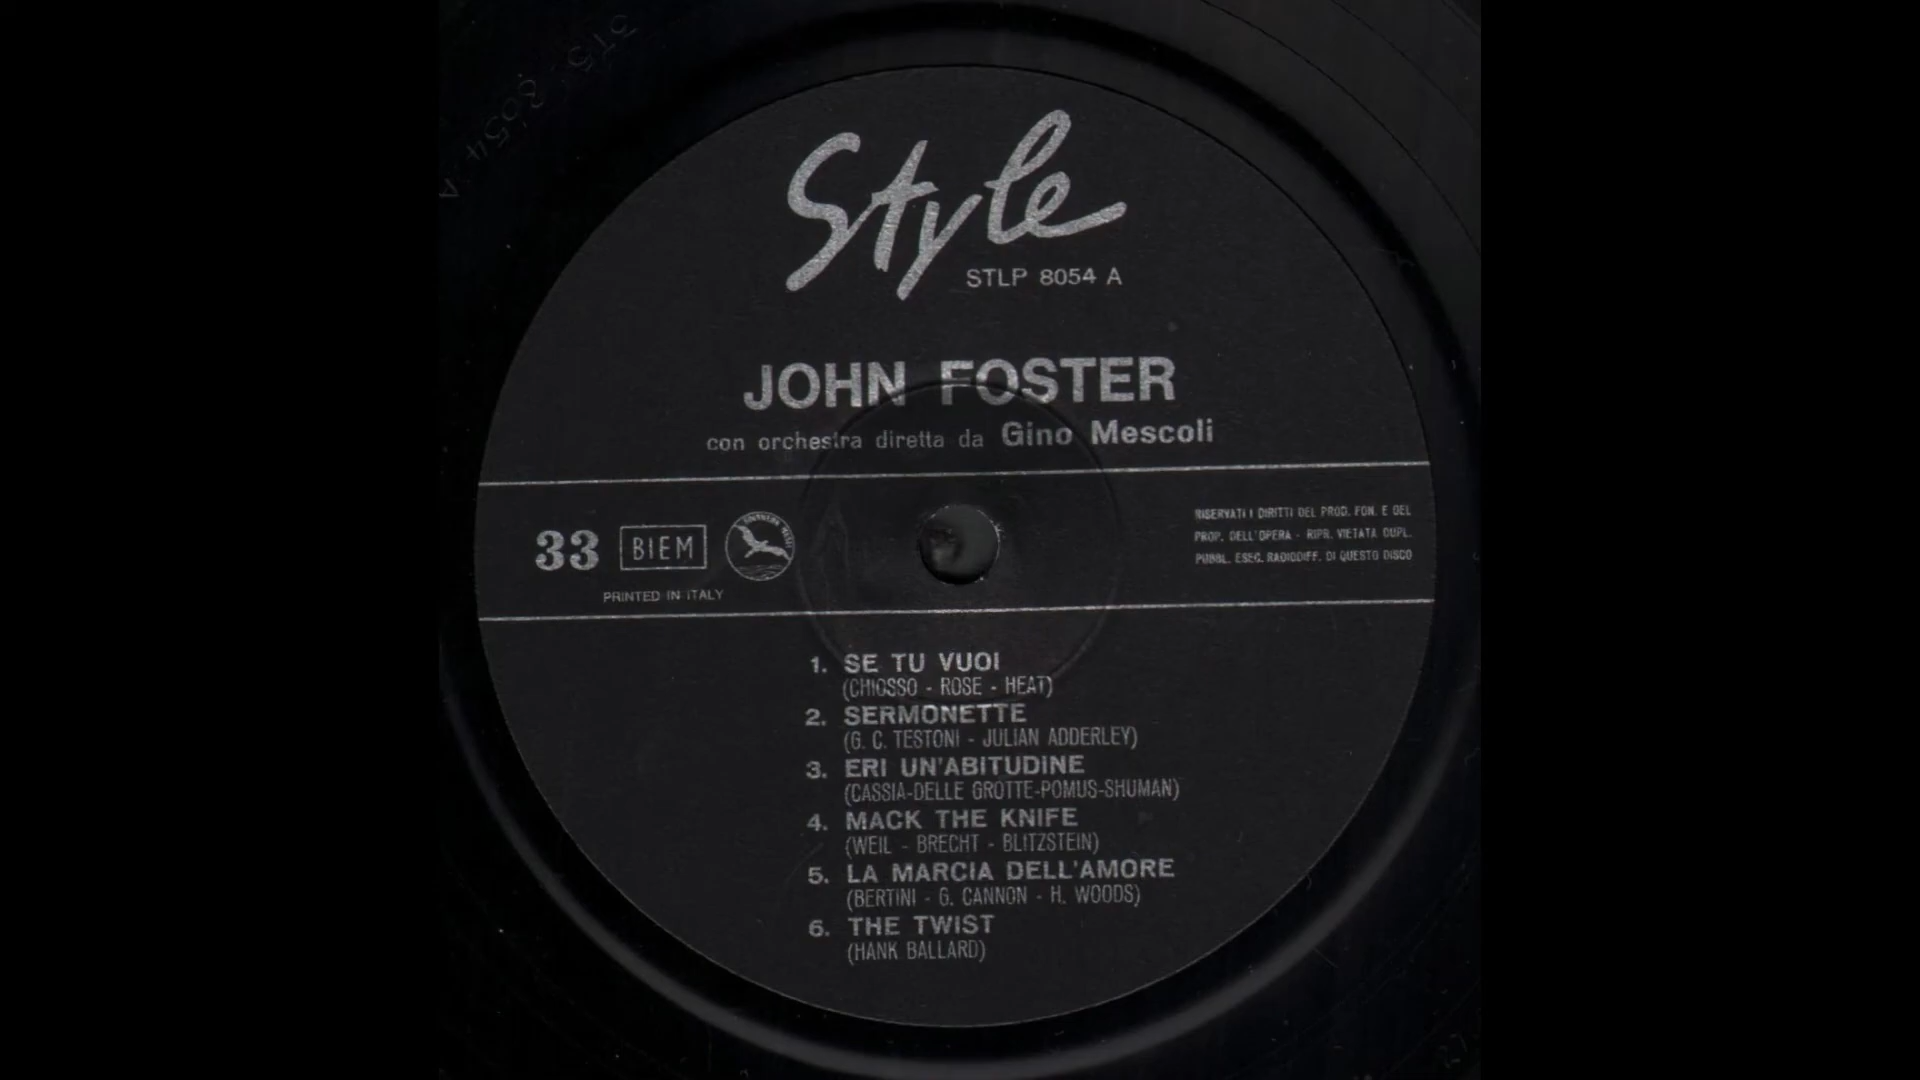 STS 8054 A
Style
STLP 8054 A
JOHN FOSTER
con orchestra diretta da Gino Mescoli
33 BIEM
PRINTED IN ITALY
RISERVATI I DIRITTI DEL PROD. FON. E DEL
PROP. DELL'OPERA - RIPR. VIETATA DUPL.
PUBBL. ESEC. RADIODIFF. DI QUESTO DISCO
1. SE TU VUOI
(CHIOSSO - ROSE - HEAT)
2. SERMONETTE
(G. C. TESTONI - JULIAN ADDERLEY)
3. ERI UN'ABITUDINE
(CASSIA-DELLE GROTTE-POMUS-SHUMAN)
4. MACK THE KNIFE
(WEIL - BRECHT - BLITZSTEIN)
5. LA MARCIA DELL'AMORE
(BERTINI - G. CANNON - H. WOODS)
6. THE TWIST
(HANK BALLARD)